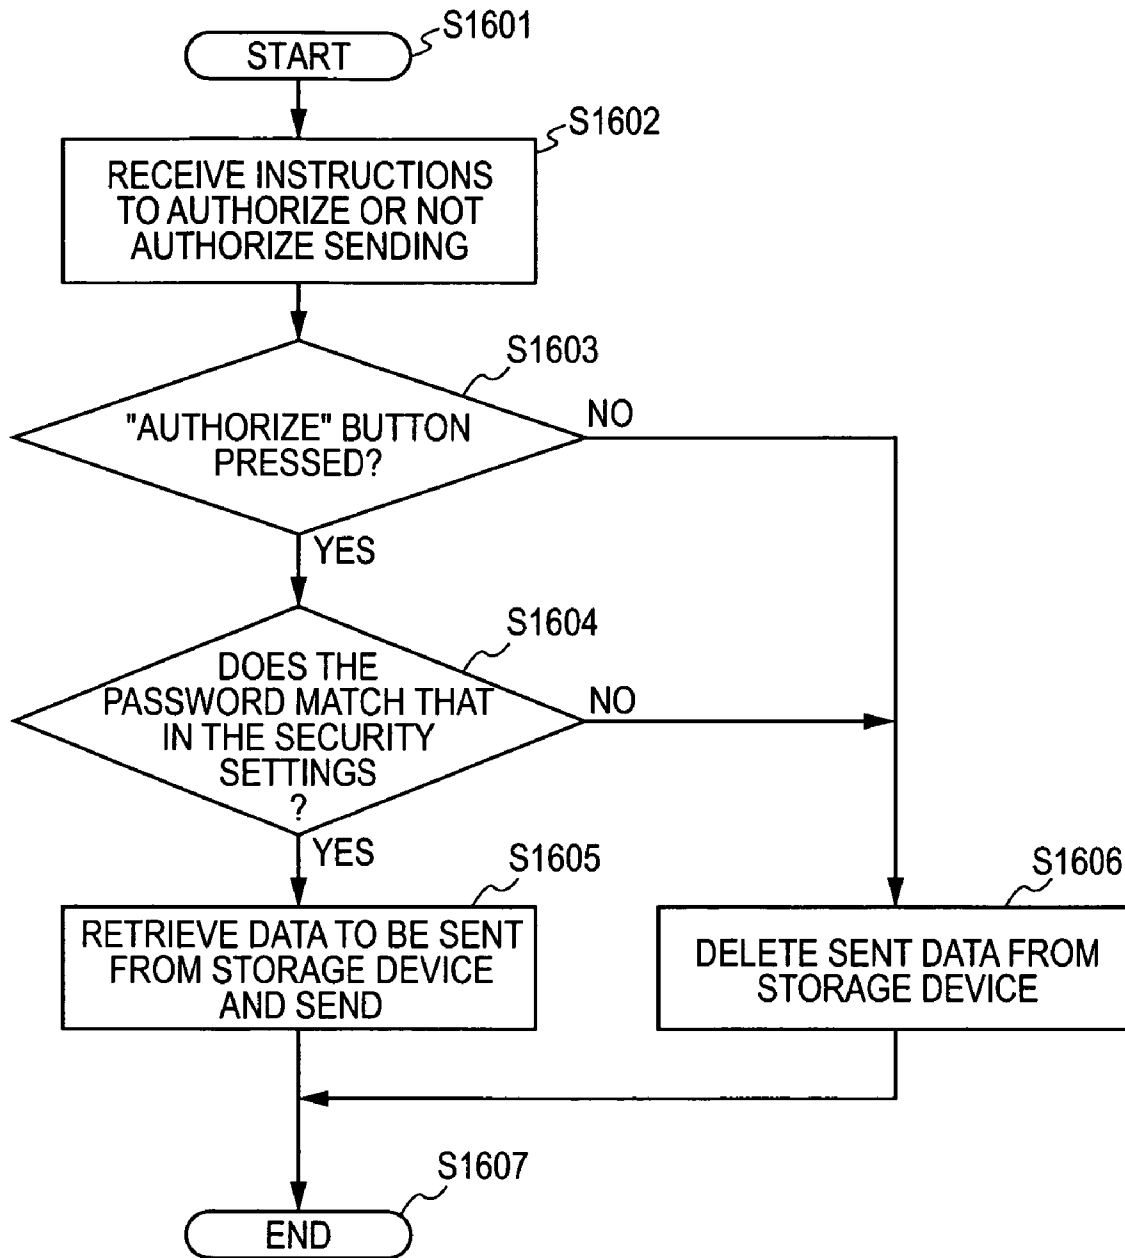 START
S1601
S1602
RECEIVE INSTRUCTIONS
TO AUTHORIZE OR NOT
AUTHORIZE SENDING
S1603
"AUTHORIZE" BUTTON
PRESSED?
NO
YES
S1604
DOES THE
PASSWORD MATCH THAT
IN THE SECURITY
SETTINGS
?
NO
YES
S1605
RETRIEVE DATA TO BE SENT
FROM STORAGE DEVICE
AND SEND
S1606
DELETE SENT DATA FROM
STORAGE DEVICE
S1607
END